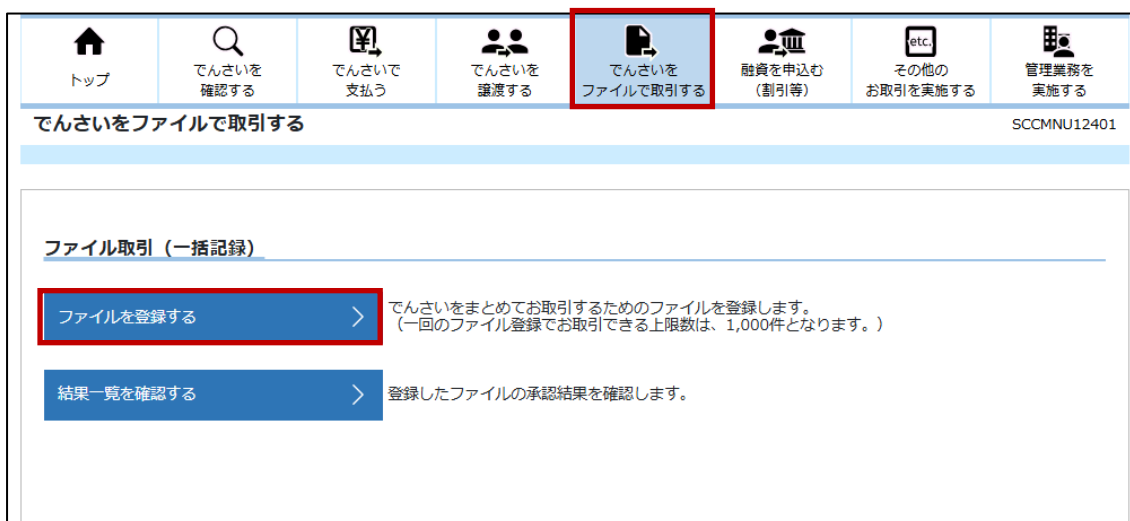 トップ
でんさいを
確認する
でんさいで
支払う
でんさいを
譲渡する
でんさいを
ファイルで取引する
融資を申込む
(割引等)
etc.
その他の
お取引を実施する
管理業務を
実施する
でんさいをファイルで取引する
SCCMNU12401
ファイル取引（一括記録）
ファイルを登録する
でんさいをまとめてお取引するためのファイルを登録します。
（一回のファイル登録でお取引できる上限数は、1,000件となります。）
結果一覧を確認する
登録したファイルの承認結果を確認します。